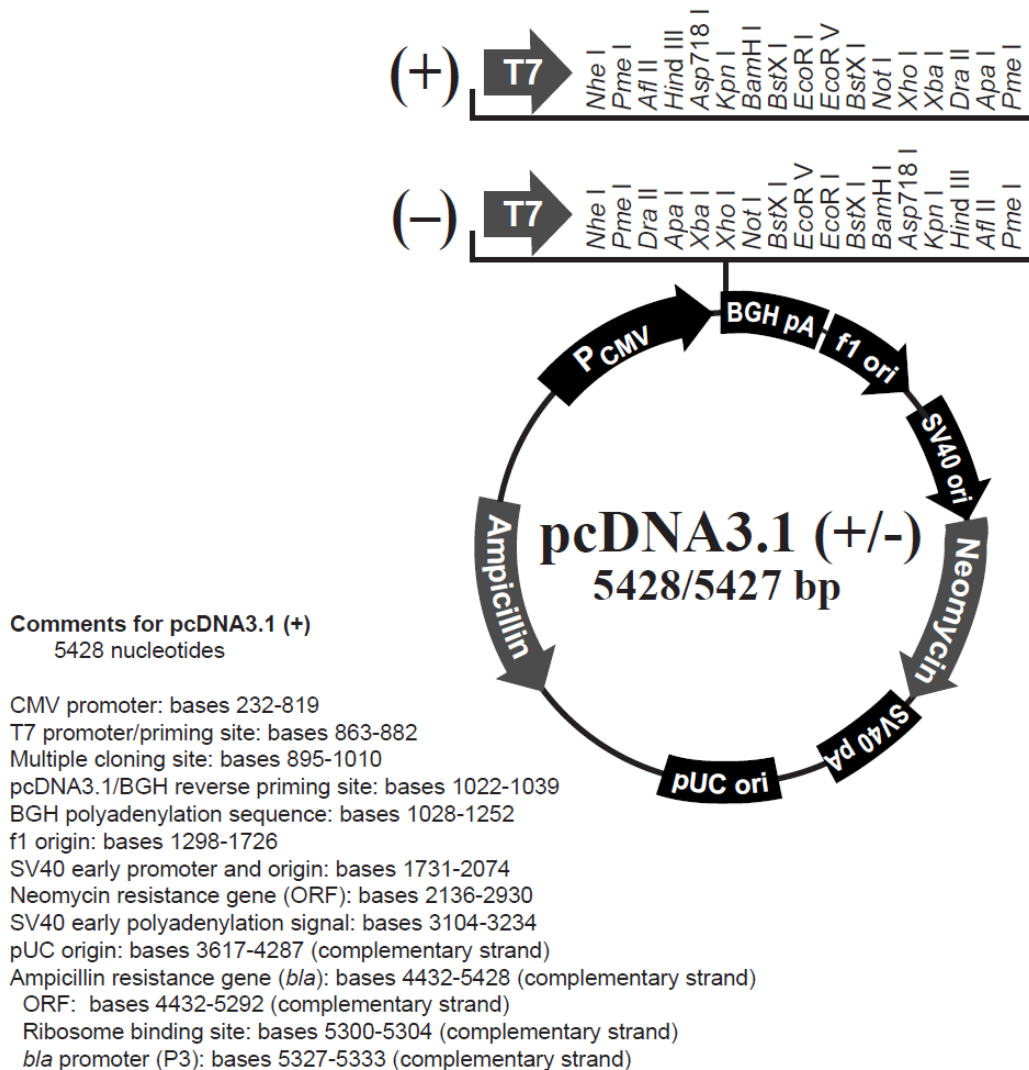 (+)
T7
Nhe I
Pme I
Afl II
Hind III
Asp718 I
Kpn I
BamH I
BstX I
EcoR I
EcoR V
BstX I
Not I
Xho I
Xba I
Dra II
Apa I
Pme I
(–)
T7
Nhe I
Pme I
Dra II
Apa I
Xba I
Xho I
Not I
BstX I
EcoR V
EcoR I
BstX I
BamH I
Asp718 I
Kpn I
Hind III
Afl II
Pme I
P CMV
BGH pA
f1 ori
SV40 ori
Neomycin
SV40 pA
pUC ori
Ampicillin
pcDNA3.1 (+/-)
5428/5427 bp
Comments for pcDNA3.1 (+)
5428 nucleotides
CMV promoter: bases 232-819
T7 promoter/priming site: bases 863-882
Multiple cloning site: bases 895-1010
pcDNA3.1/BGH reverse priming site: bases 1022-1039
BGH polyadenylation sequence: bases 1028-1252
f1 origin: bases 1298-1726
SV40 early promoter and origin: bases 1731-2074
Neomycin resistance gene (ORF): bases 2136-2930
SV40 early polyadenylation signal: bases 3104-3234
pUC origin: bases 3617-4287 (complementary strand)
Ampicillin resistance gene (bla): bases 4432-5428 (complementary strand)
ORF: bases 4432-5292 (complementary strand)
Ribosome binding site: bases 5300-5304 (complementary strand)
bla promoter (P3): bases 5327-5333 (complementary strand)